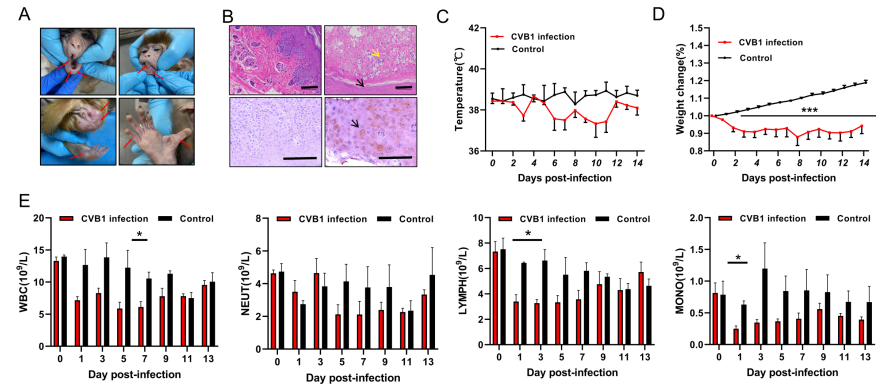 A
B
C
D
CVB1 infection
Control
Temperature(℃)
42
40
38
36
0 2 4 6 8 10 12 14
Days post-infection
CVB1 infection
Control
Weight change(%)
1.5
1.4
1.3
1.2
1.1
1.0
0.9
0.8
***
0 2 4 6 8 10 12 14
Days post-infection
E
CVB1 infection Control
WBC(10⁹/L)
20
15
10
5
0
*
0 1 3 5 7 9 11 13
Day post-infection
CVB1 infection Control
NEUT(10⁹/L)
10
8
6
4
2
0
0 1 3 5 7 9 11 13
Day post-infection
CVB1 infection Control
LYMPH(10⁹/L)
10
8
6
4
2
0
*
0 1 3 5 7 9 11 13
Day post-infection
CVB1 infection Control
MONO(10⁹/L)
2.0
1.5
1.0
0.5
0.0
*
0 1 3 5 7 9 11 13
Day post-infection